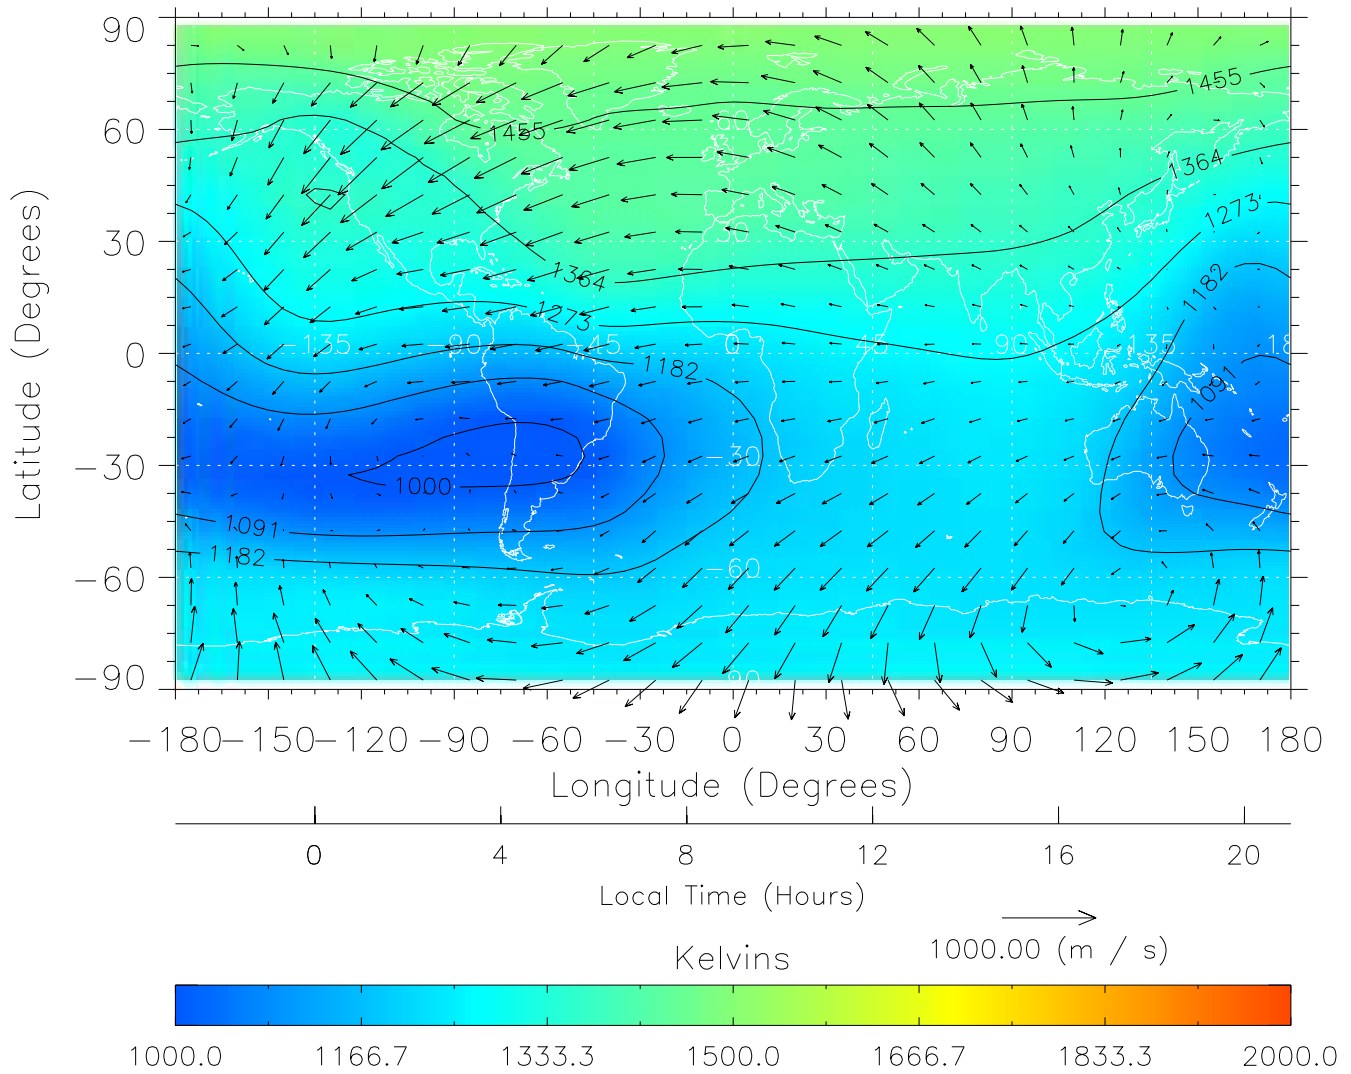 90
60
30
0
−30
−60
−90
Latitude (Degrees)
1455
1455
1364
1273
1364
1182
1273
1182
1091
1000
1091
1182
60
30
−135 −90 −45 0 45 90 135 18
−30
−60
−90
−180 −150 −120 −90 −60 −30 0 30 60 90 120 150 180
Longitude (Degrees)
0 4 8 12 16 20
Local Time (Hours)
1000.00 (m / s)
Kelvins
1000.0 1166.7 1333.3 1500.0 1666.7 1833.3 2000.0